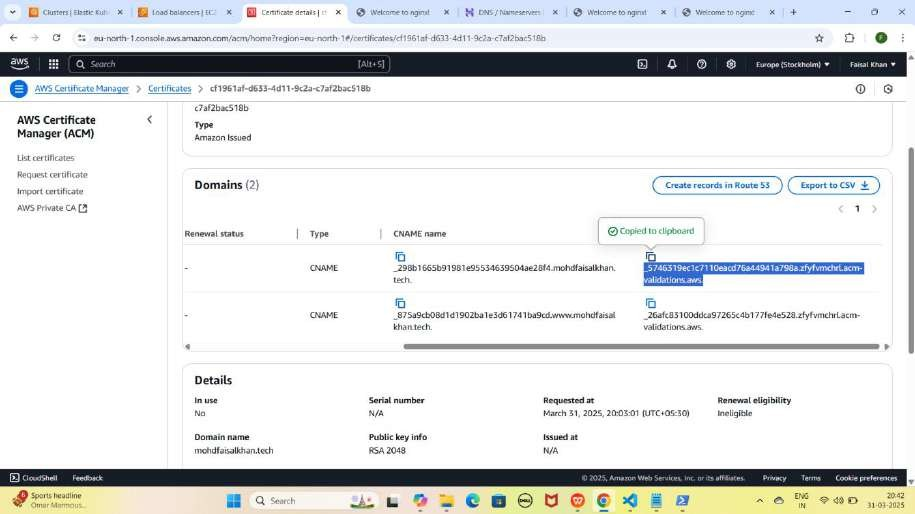 Clusters | Elastic Kub
Load balancers | EC2
Certificate details | c
Welcome to nginx!
DNS / Nameservers
Welcome to nginx!
Welcome to nginx!
eu-north-1.console.aws.amazon.com/acm/home?region=eu-north-1#/certificates/cf1961af-d633-4d11-9c2a-c7af2bac518b
F
aws
Search
[Alt+S]
Europe (Stockholm)
Faisal Khan
AWS Certificate Manager
Certificates
cf1961af-d633-4d11-9c2a-c7af2bac518b
AWS Certificate
Manager (ACM)
List certificates
Request certificate
Import certificate
AWS Private CA
c7af2bac518b
Type
Amazon Issued
Domains (2)
Create records in Route 53
Export to CSV
1
Copied to clipboard
Renewal status
Type
CNAME name
-
CNAME
_298b1665b91981e95534639504ae28f4.mohdfaisalkhan.
tech.
_5746319ec1c7110eacd76a44941a798a.zfyfvmchrl.acm-
validations.aws.
-
CNAME
_875a9cb08d1d1902ba1e3d61741ba9cd.www.mohdfaisal
khan.tech.
_26afc83100ddca97265c4b177fe4e528.zfyfvmchrl.acm-
validations.aws.
Details
In use
No
Serial number
N/A
Requested at
March 31, 2025, 20:03:01 (UTC+05:30)
Renewal eligibility
Ineligible
Domain name
mohdfaisalkhan.tech
Public key info
RSA 2048
Issued at
N/A
CloudShell
Feedback
© 2025, Amazon Web Services, Inc. or its affiliates.
Privacy
Terms
Cookie preferences
6
Sports headline
Omer Marmous...
Search
DELL
ENG
IN
20:42
31-03-2025